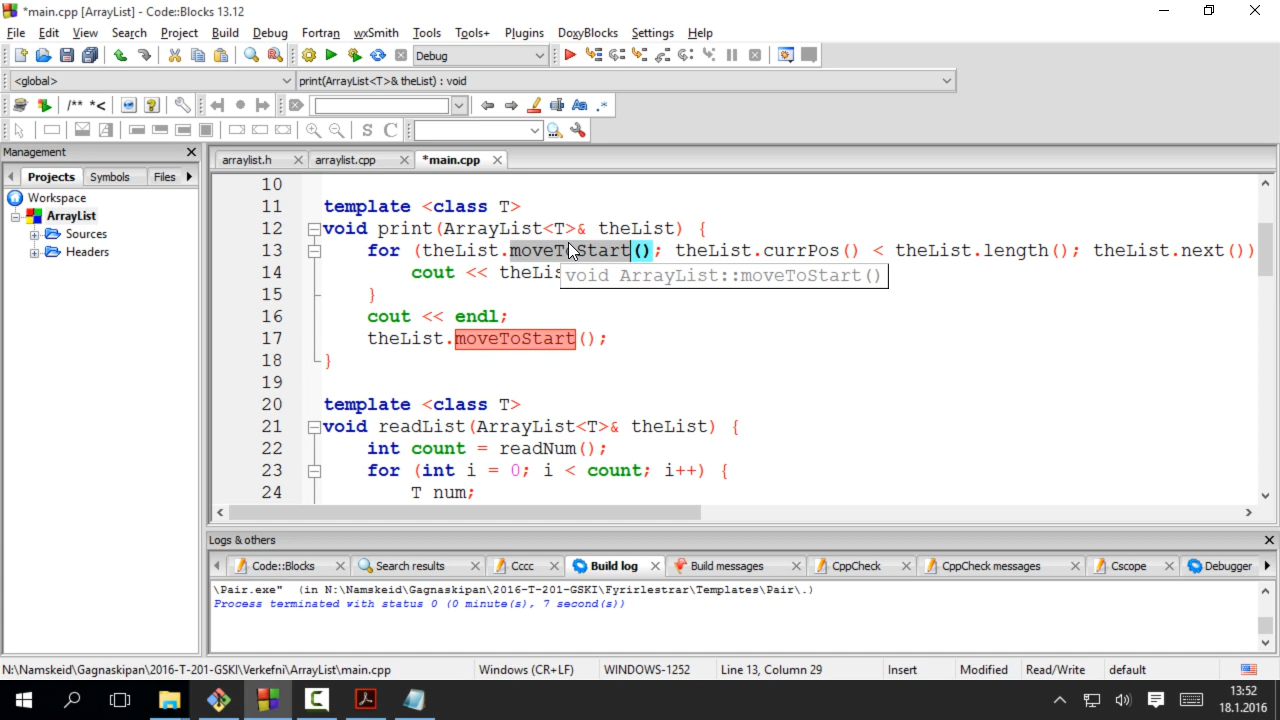 *main.cpp [ArrayList] - Code::Blocks 13.12
File Edit View Search Project Build Debug Fortran wxSmith Tools Tools+ Plugins DoxyBlocks Settings Help
Debug
<global> print(ArrayList<T>& theList) : void
/** *<
S C
Management
Projects Symbols Files
Workspace
ArrayList
Sources
Headers
arraylist.h arraylist.cpp *main.cpp
10
11 template <class T>
12 void print(ArrayList<T>& theList) {
13 for (theList.moveToStart(); theList.currPos() < theList.length(); theList.next())
14 cout << theLis
void ArrayList::moveToStart()
15 }
16 cout << endl;
17 theList.moveToStart();
18 }
19
20 template <class T>
21 void readList(ArrayList<T>& theList) {
22 int count = readNum();
23 for (int i = 0; i < count; i++) {
24 T num;
Logs & others
Code::Blocks Search results Cccc Build log Build messages CppCheck CppCheck messages Cscope Debugger
\Pair.exe" (in N:\Namskeid\Gagnaskipan\2016-T-201-GSKI\Fyrirlestrar\Templates\Pair\.)
Process terminated with status 0 (0 minute(s), 7 second(s))
N:\Namskeid\Gagnaskipan\2016-T-201-GSKI\Verkefni\ArrayList\main.cpp Windows (CR+LF) WINDOWS-1252 Line 13, Column 29 Insert Modified Read/Write default
13:52
18.1.2016